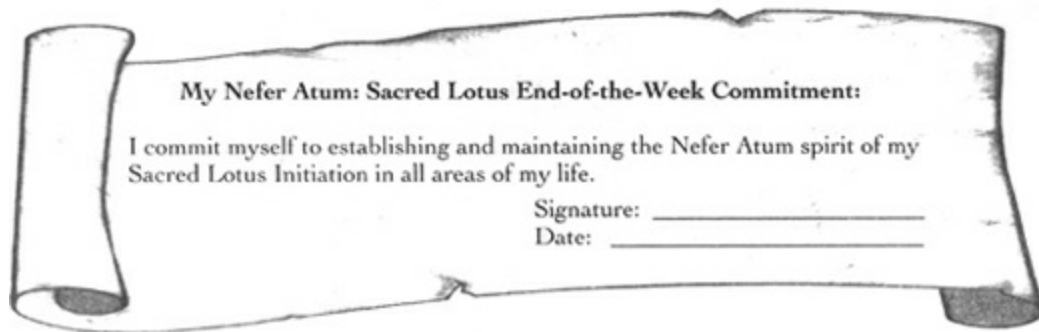 My Nefer Atum: Sacred Lotus End-of-the-Week Commitment:
I commit myself to establishing and maintaining the Nefer Atum spirit of my
Sacred Lotus Initiation in all areas of my life.
Signature:
Date: